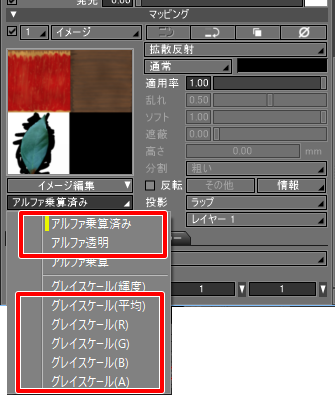 発光 0.00
マッピング
1 イメージ
拡散反射
通常
適用率 1.00
乱れ 0.50
ソフト 1.00
遮蔽 0.00
高さ 0.00 mm
分割 粗い
イメージ編集
反転 その他 情報
アルファ乗算済み
投影 ラップ
レイヤー 1
アルファ乗算済み
アルファ透明
アルファ乗算
グレイスケール(輝度)
グレイスケール(平均)
グレイスケール(R)
グレイスケール(G)
グレイスケール(B)
グレイスケール(A)
1 1